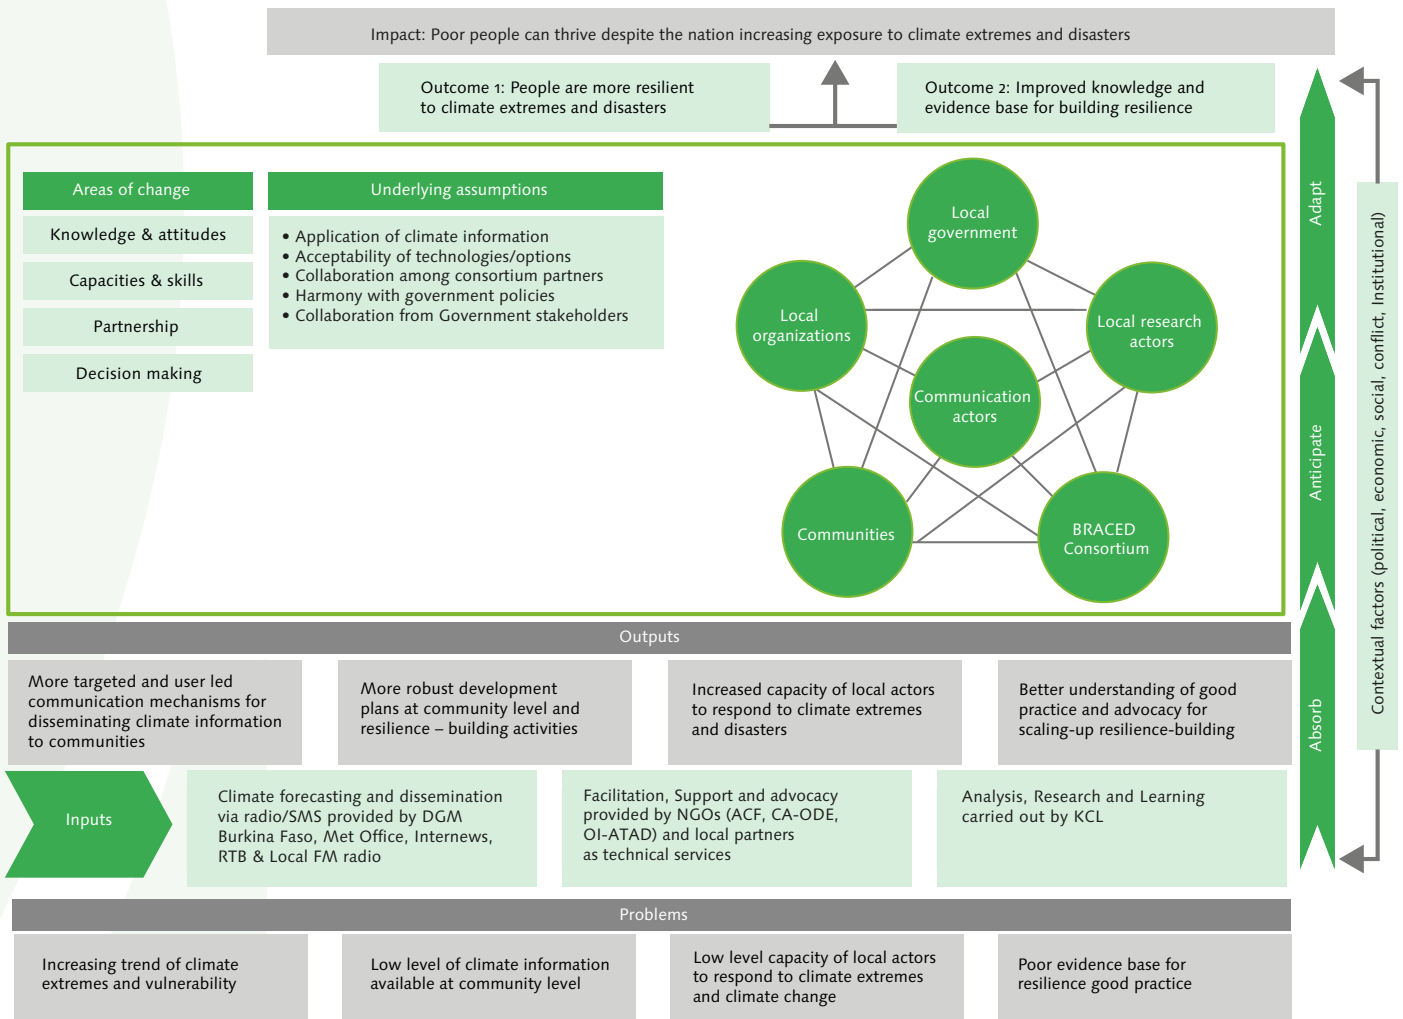 Impact: Poor people can thrive despite the nation increasing exposure to climate extremes and disasters
Outcome 1: People are more resilient
to climate extremes and disasters
Outcome 2: Improved knowledge and
evidence base for building resilience
Areas of change
Knowledge & attitudes
Capacities & skills
Partnership
Decision making
Underlying assumptions
• Application of climate information
• Acceptability of technologies/options
• Collaboration among consortium partners
• Harmony with government policies
• Collaboration from Government stakeholders
Local
government
Local
organizations
Local research
actors
Communication
actors
Communities
BRACED
Consortium
Adapt
Anticipate
Absorb
Contextual factors (political, economic, social, conflict, Institutional)
Outputs
More targeted and user led
communication mechanisms for
disseminating climate information
to communities
More robust development
plans at community level and
resilience – building activities
Increased capacity of local actors
to respond to climate extremes
and disasters
Better understanding of good
practice and advocacy for
scaling-up resilience-building
Inputs
Climate forecasting and dissemination
via radio/SMS provided by DGM
Burkina Faso, Met Office, Internews,
RTB & Local FM radio
Facilitation, Support and advocacy
provided by NGOs (ACF, CA-ODE,
OI-ATAD) and local partners
as technical services
Analysis, Research and Learning
carried out by KCL
Problems
Increasing trend of climate
extremes and vulnerability
Low level of climate information
available at community level
Low level capacity of local actors
to respond to climate extremes
and climate change
Poor evidence base for
resilience good practice